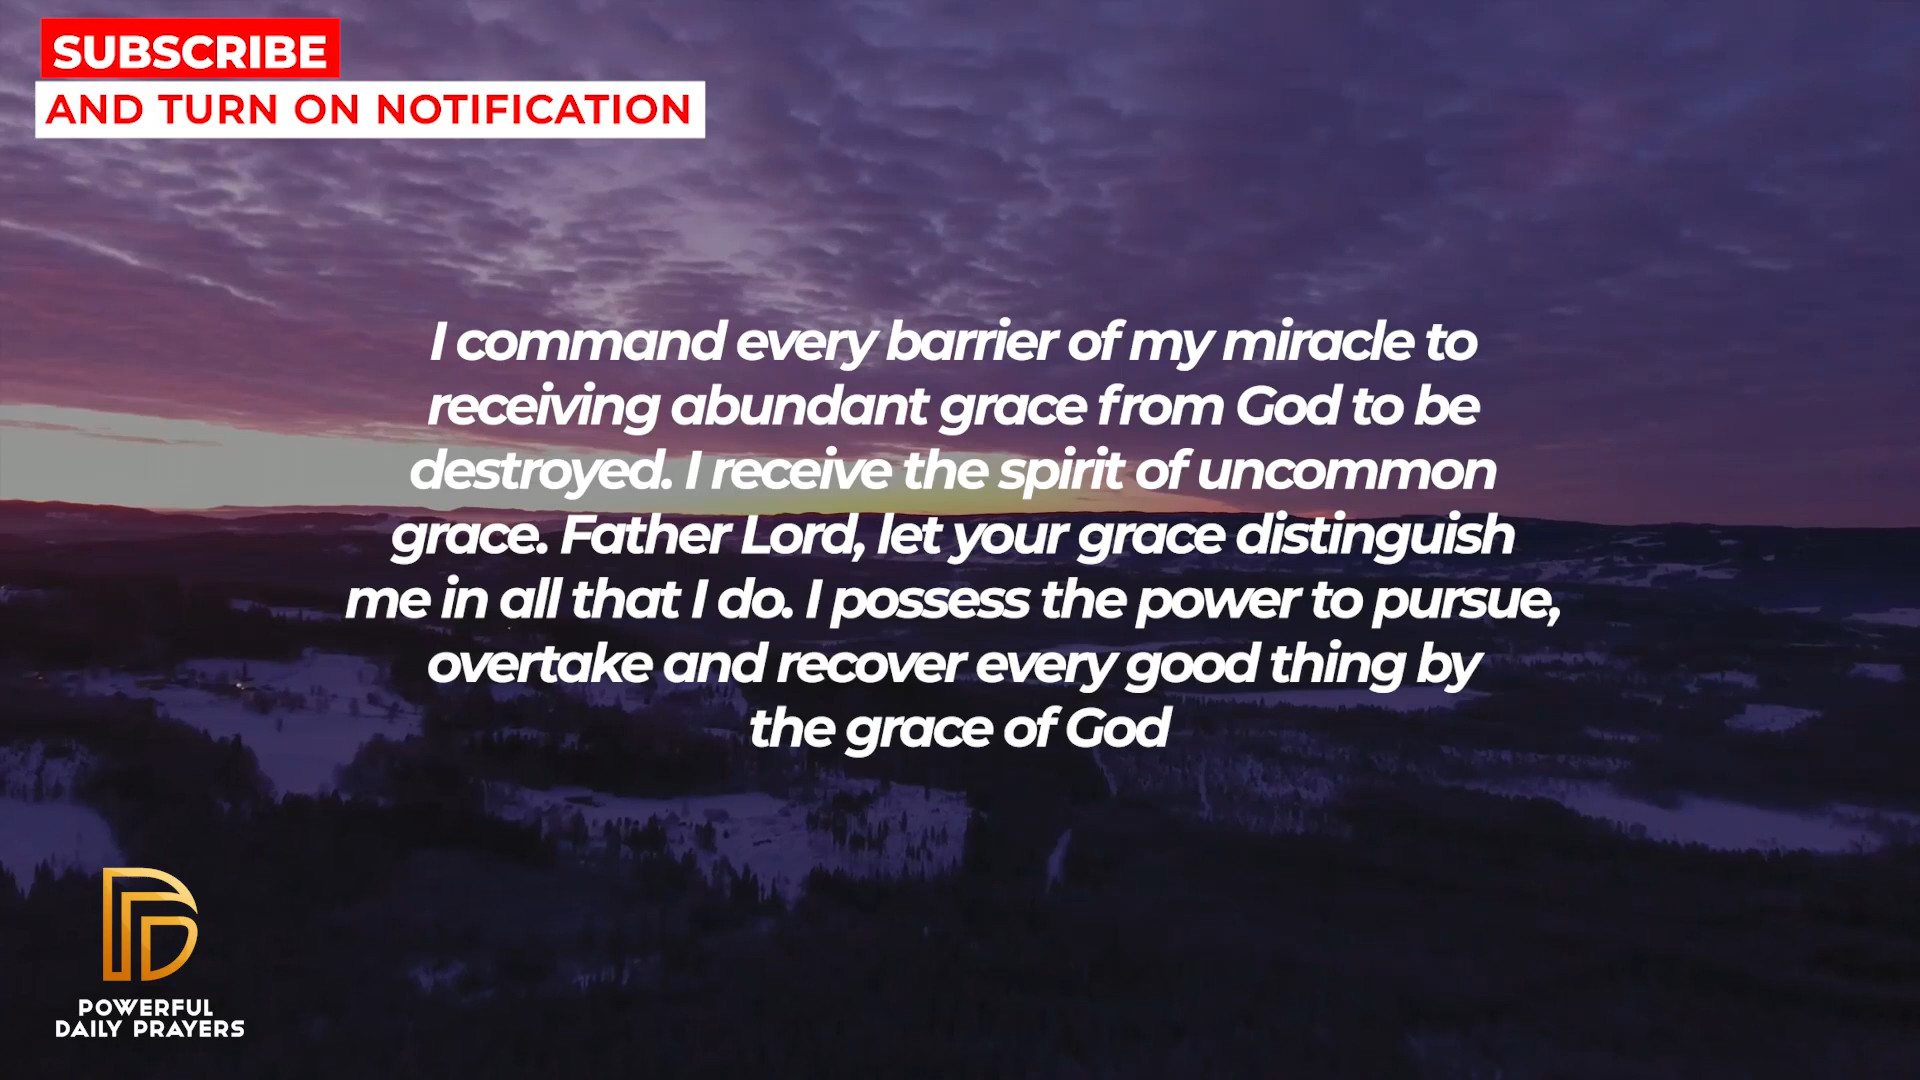 SUBSCRIBE
AND TURN ON NOTIFICATION
I command every barrier of my miracle to
receiving abundant grace from God to be
destroyed. I receive the spirit of uncommon
grace. Father Lord, let your grace distinguish
me in all that I do. I possess the power to pursue,
overtake and recover every good thing by
the grace of God
POWERFUL
DAILY PRAYERS